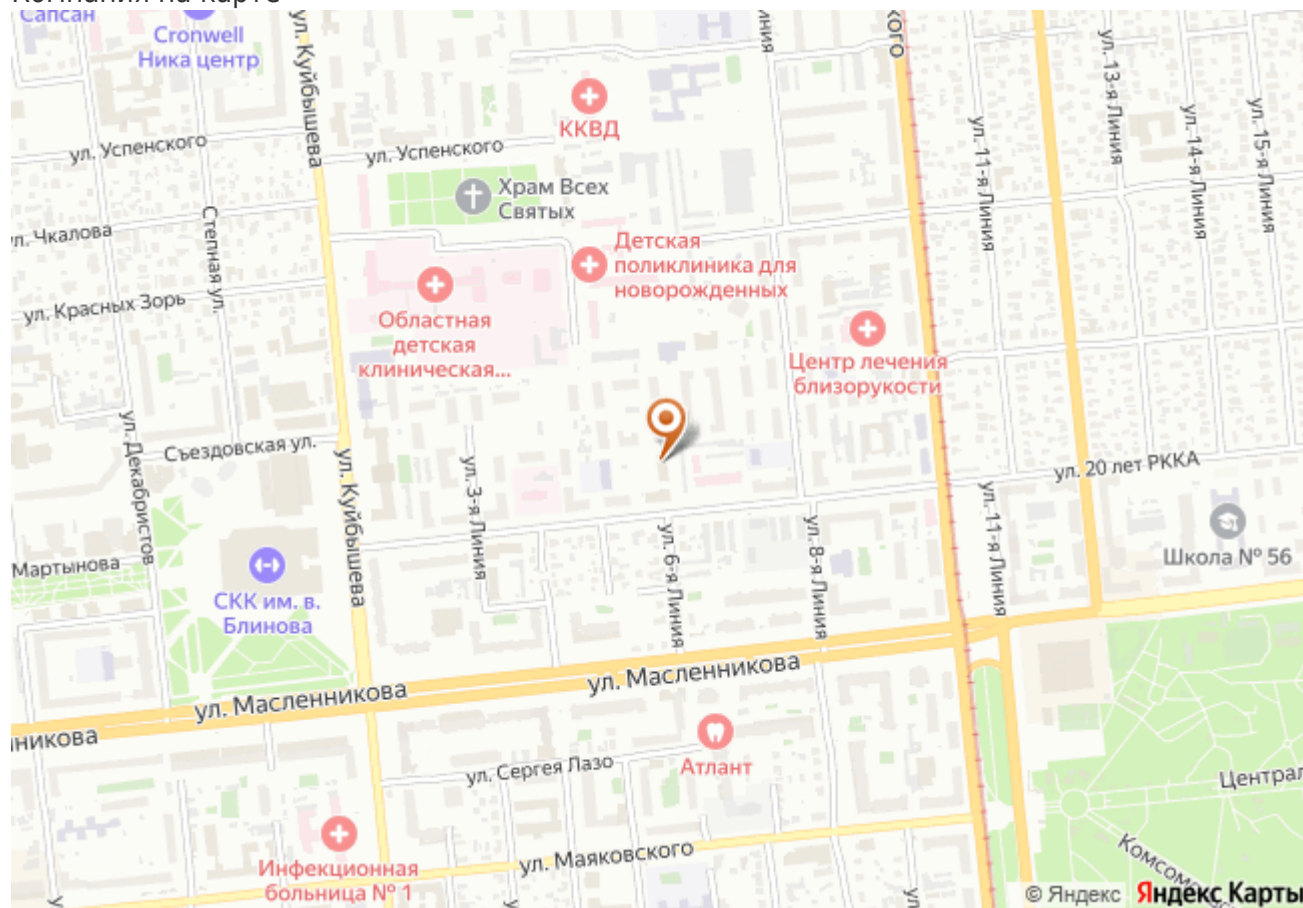 Компания на карте
Сапсан
Cronwell
Ника центр
ул. Куйбышева
ККВД
ул. Успенского
ул. Успенского
Храм Всех
Святых
ул. 11-я Линия
ул. 13-я Линия
ул. 14-я Линия
ул. 15-я Линия
Степная ул.
Детская
поликлиника для
новорожденных
ул. Красных Зорь
Областная
детская
клиническая...
Центр лечения
близорукости
ул. Декабристов
Съездовская ул.
ул. Куйбышева
ул. 3-я Линия
ул. 20 лет РККА
ул. 6-я Линия
ул. 8-я Линия
ул. 11-я Линия
Школа № 56
Мартынова
СКК им. в.
Блинова
ул. Масленникова
ул. Масленникова
никова
ул. Сергея Лазо
Атлант
Централ
Инфекционная
больница № 1
ул. Маяковского
© Яндекс Яндекс Карты